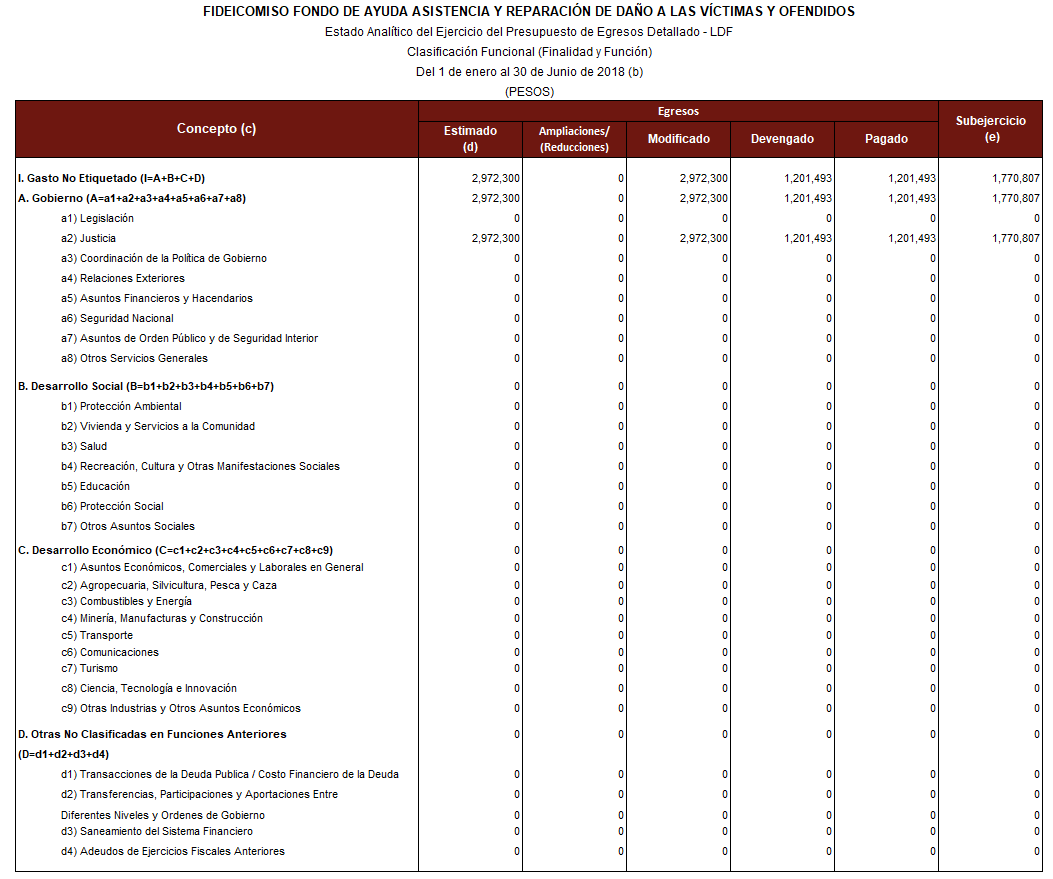 FIDEICOMISO FONDO DE AYUDA ASISTENCIA Y REPARACIÓN DE DAÑO A LAS VÍCTIMAS Y OFENDIDOS
Estado Analítico del Ejercicio del Presupuesto de Egresos Detallado - LDF
Clasificación Funcional (Finalidad y Función)
Del 1 de enero al 30 de Junio de 2018 (b)
(PESOS)
Concepto (c)
Egresos
Subejercicio (e)
Estimado (d)
Ampliaciones/ (Reducciones)
Modificado
Devengado
Pagado
I. Gasto No Etiquetado (I=A+B+C+D) 2,972,300 0 2,972,300 1,201,493 1,201,493 1,770,807
A. Gobierno (A=a1+a2+a3+a4+a5+a6+a7+a8) 2,972,300 0 2,972,300 1,201,493 1,201,493 1,770,807
a1) Legislación 0 0 0 0 0 0
a2) Justicia 2,972,300 0 2,972,300 1,201,493 1,201,493 1,770,807
a3) Coordinación de la Política de Gobierno 0 0 0 0 0 0
a4) Relaciones Exteriores 0 0 0 0 0 0
a5) Asuntos Financieros y Hacendarios 0 0 0 0 0 0
a6) Seguridad Nacional 0 0 0 0 0 0
a7) Asuntos de Orden Público y de Seguridad Interior 0 0 0 0 0 0
a8) Otros Servicios Generales 0 0 0 0 0 0
B. Desarrollo Social (B=b1+b2+b3+b4+b5+b6+b7) 0 0 0 0 0 0
b1) Protección Ambiental 0 0 0 0 0 0
b2) Vivienda y Servicios a la Comunidad 0 0 0 0 0 0
b3) Salud 0 0 0 0 0 0
b4) Recreación, Cultura y Otras Manifestaciones Sociales 0 0 0 0 0 0
b5) Educación 0 0 0 0 0 0
b6) Protección Social 0 0 0 0 0 0
b7) Otros Asuntos Sociales 0 0 0 0 0 0
C. Desarrollo Económico (C=c1+c2+c3+c4+c5+c6+c7+c8+c9) 0 0 0 0 0 0
c1) Asuntos Económicos, Comerciales y Laborales en General 0 0 0 0 0 0
c2) Agropecuaria, Silvicultura, Pesca y Caza 0 0 0 0 0 0
c3) Combustibles y Energía 0 0 0 0 0 0
c4) Minería, Manufacturas y Construcción 0 0 0 0 0 0
c5) Transporte 0 0 0 0 0 0
c6) Comunicaciones 0 0 0 0 0 0
c7) Turismo 0 0 0 0 0 0
c8) Ciencia, Tecnología e Innovación 0 0 0 0 0 0
c9) Otras Industrias y Otros Asuntos Económicos 0 0 0 0 0 0
D. Otras No Clasificadas en Funciones Anteriores 0 0 0 0 0 0
(D=d1+d2+d3+d4)
d1) Transacciones de la Deuda Publica / Costo Financiero de la Deuda 0 0 0 0 0 0
d2) Transferencias, Participaciones y Aportaciones Entre 0 0 0 0 0 0
Diferentes Niveles y Ordenes de Gobierno 0 0 0 0 0 0
d3) Saneamiento del Sistema Financiero 0 0 0 0 0 0
d4) Adeudos de Ejercicios Fiscales Anteriores 0 0 0 0 0 0